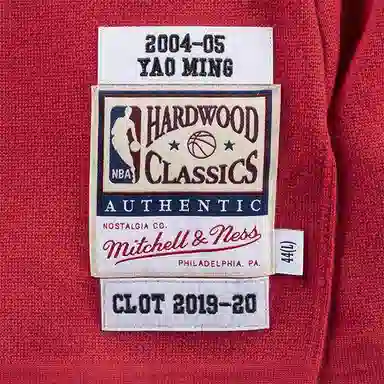 2004-05
YAO MING
NBA
HARDWOOD
CLASSICS
AUTHENTIC
NOSTALGIA CO.
Mitchell & Ness
PHILADELPHIA, PA.
44(L)
CLOT 2019-20